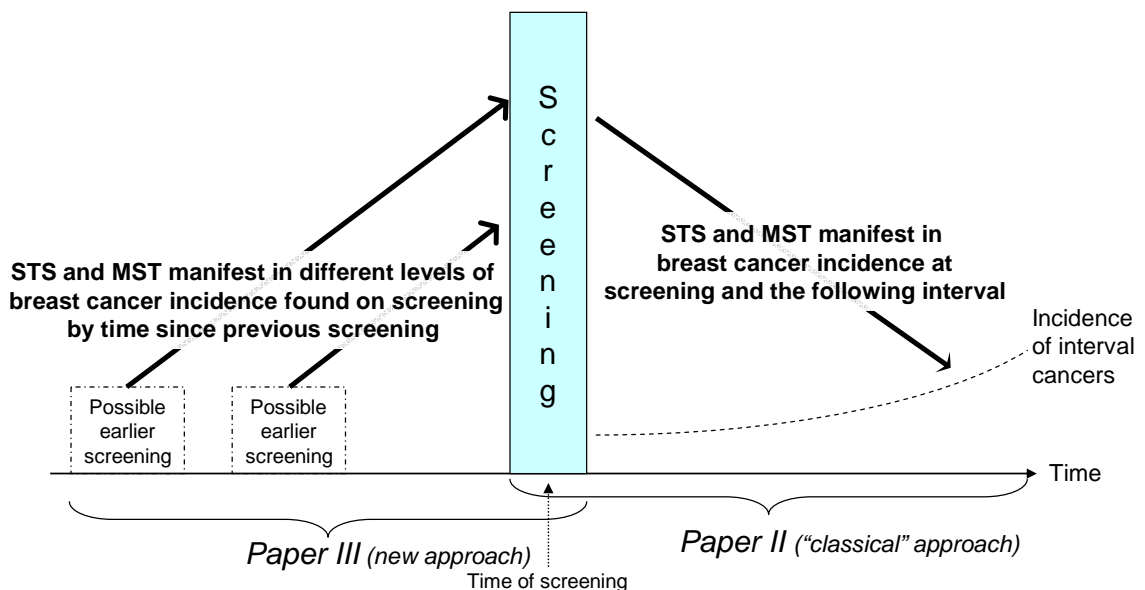 Screening
STS and MST manifest in different levels of
breast cancer incidence found on screening
by time since previous screening
STS and MST manifest in
breast cancer incidence at
screening and the following interval
Incidence
of interval
cancers
Possible
earlier
screening
Possible
earlier
screening
Time
Paper III (new approach)
Paper II (“classical” approach)
Time of screening